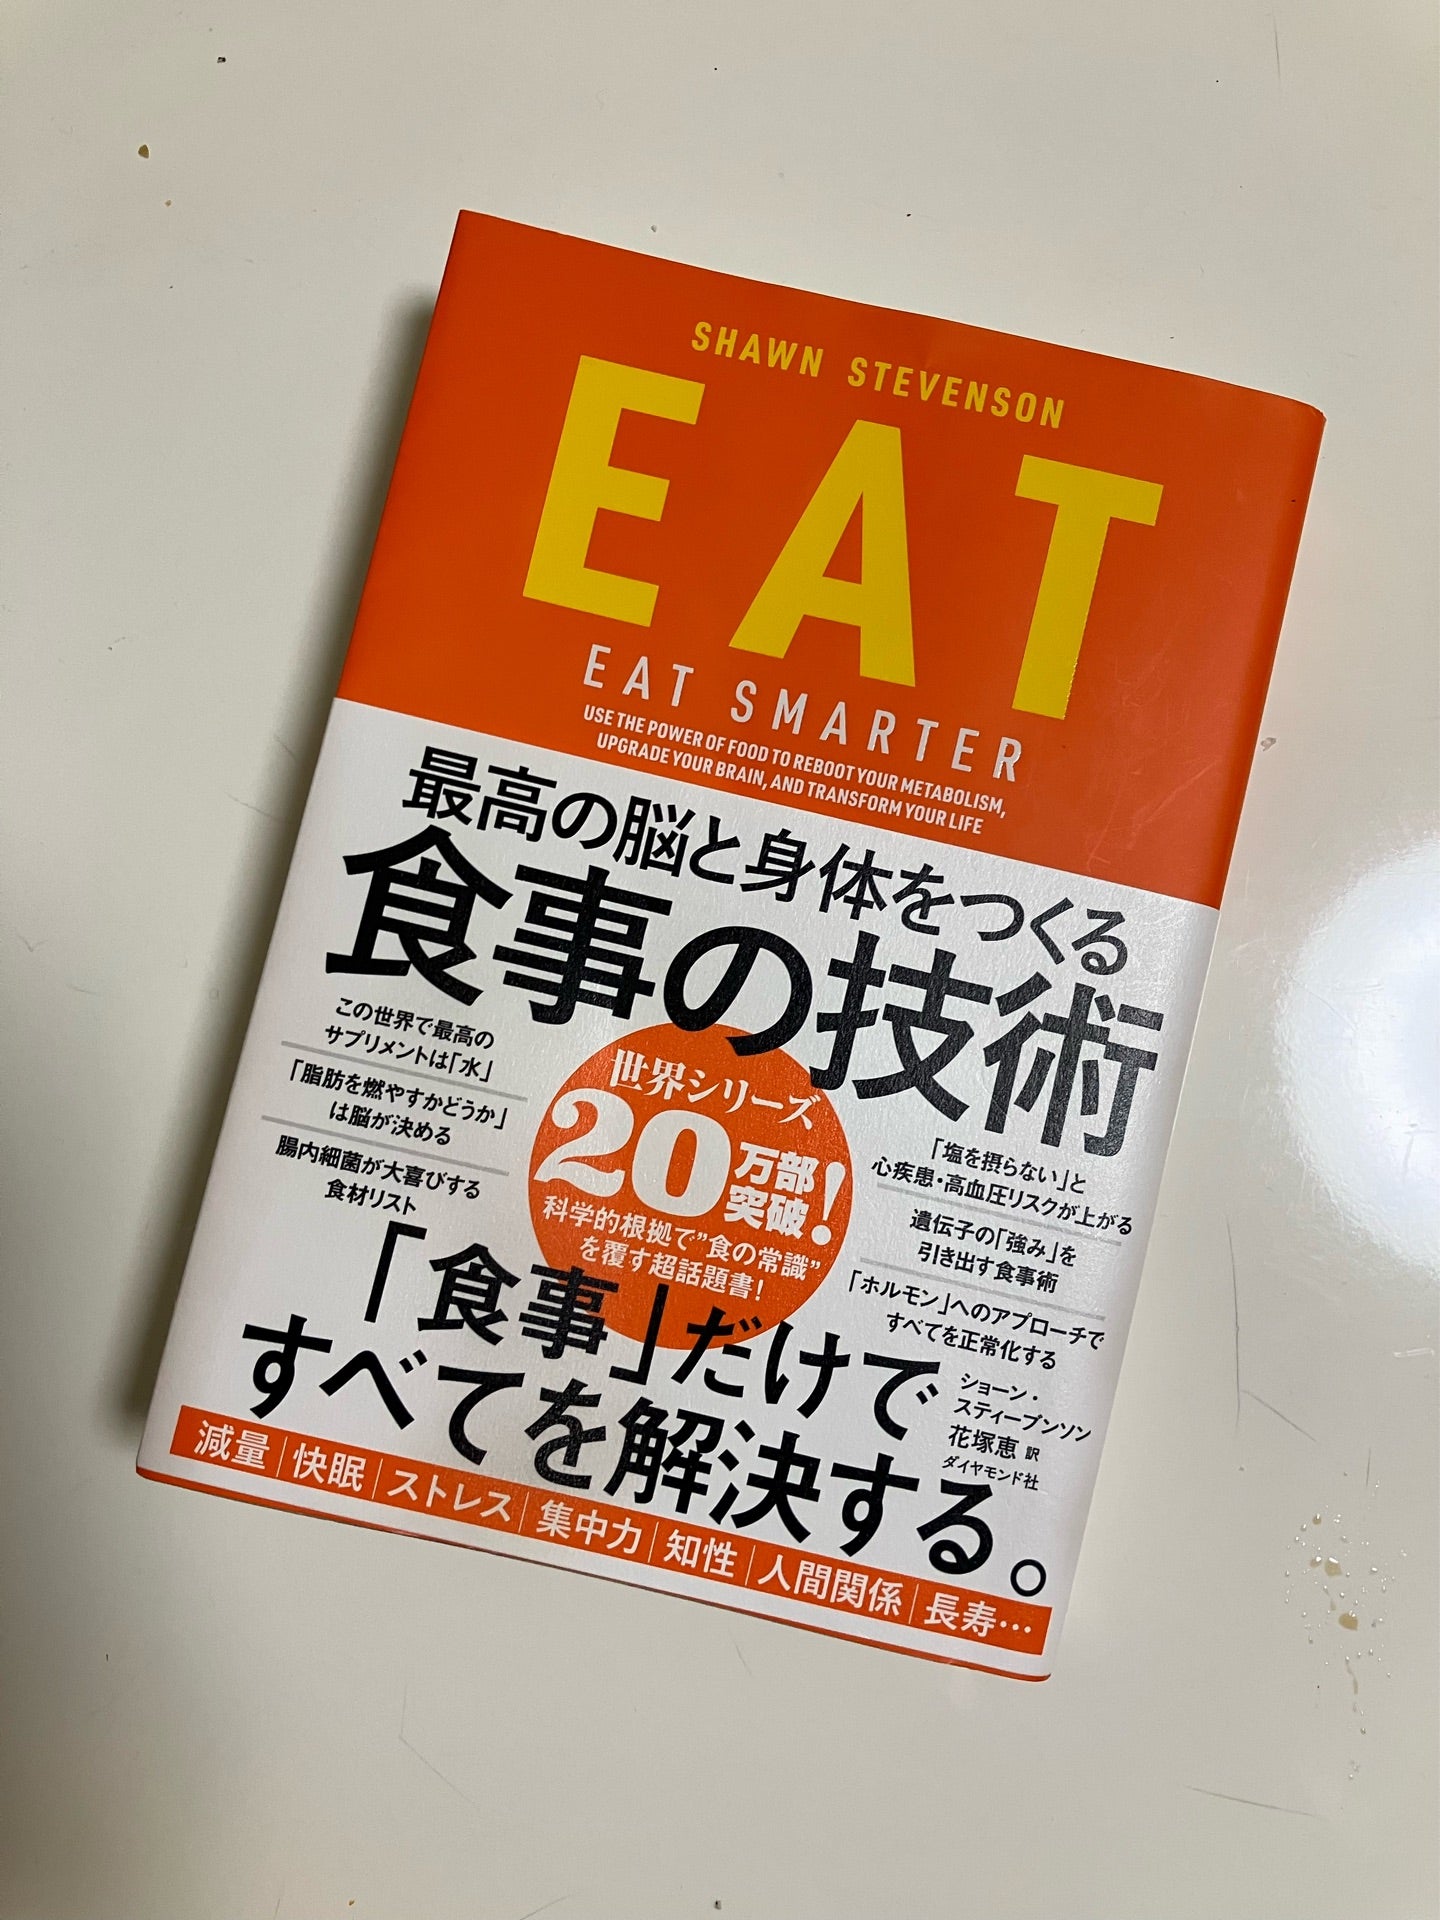 SHAWN STEVENSON
EAT
EAT SMARTER
USE THE POWER OF FOOD TO REBOOT YOUR METABOLISM,
UPGRADE YOUR BRAIN, AND TRANSFORM YOUR LIFE
最高の脳と身体をつくる
食事の技術
この世界で最高の
サプリメントは「水」
「脂肪を燃やすかどうか」
は脳が決める
腸内細菌が大喜びする
食材リスト
世界シリーズ
20万部
突破!
科学的根拠で”食の常識”
を覆す超話題書!
「塩を摂らない」と
心疾患・高血圧リスクが上がる
遺伝子の「強み」を
引き出す食事術
「ホルモン」へのアプローチで
すべてを正常化する
「食事」だけで
すべてを解決する。
ショーン・
スティーブンソン
花塚恵 訳
ダイヤモンド社
減量|快眠|ストレス|集中力|知性|人間関係|長寿…